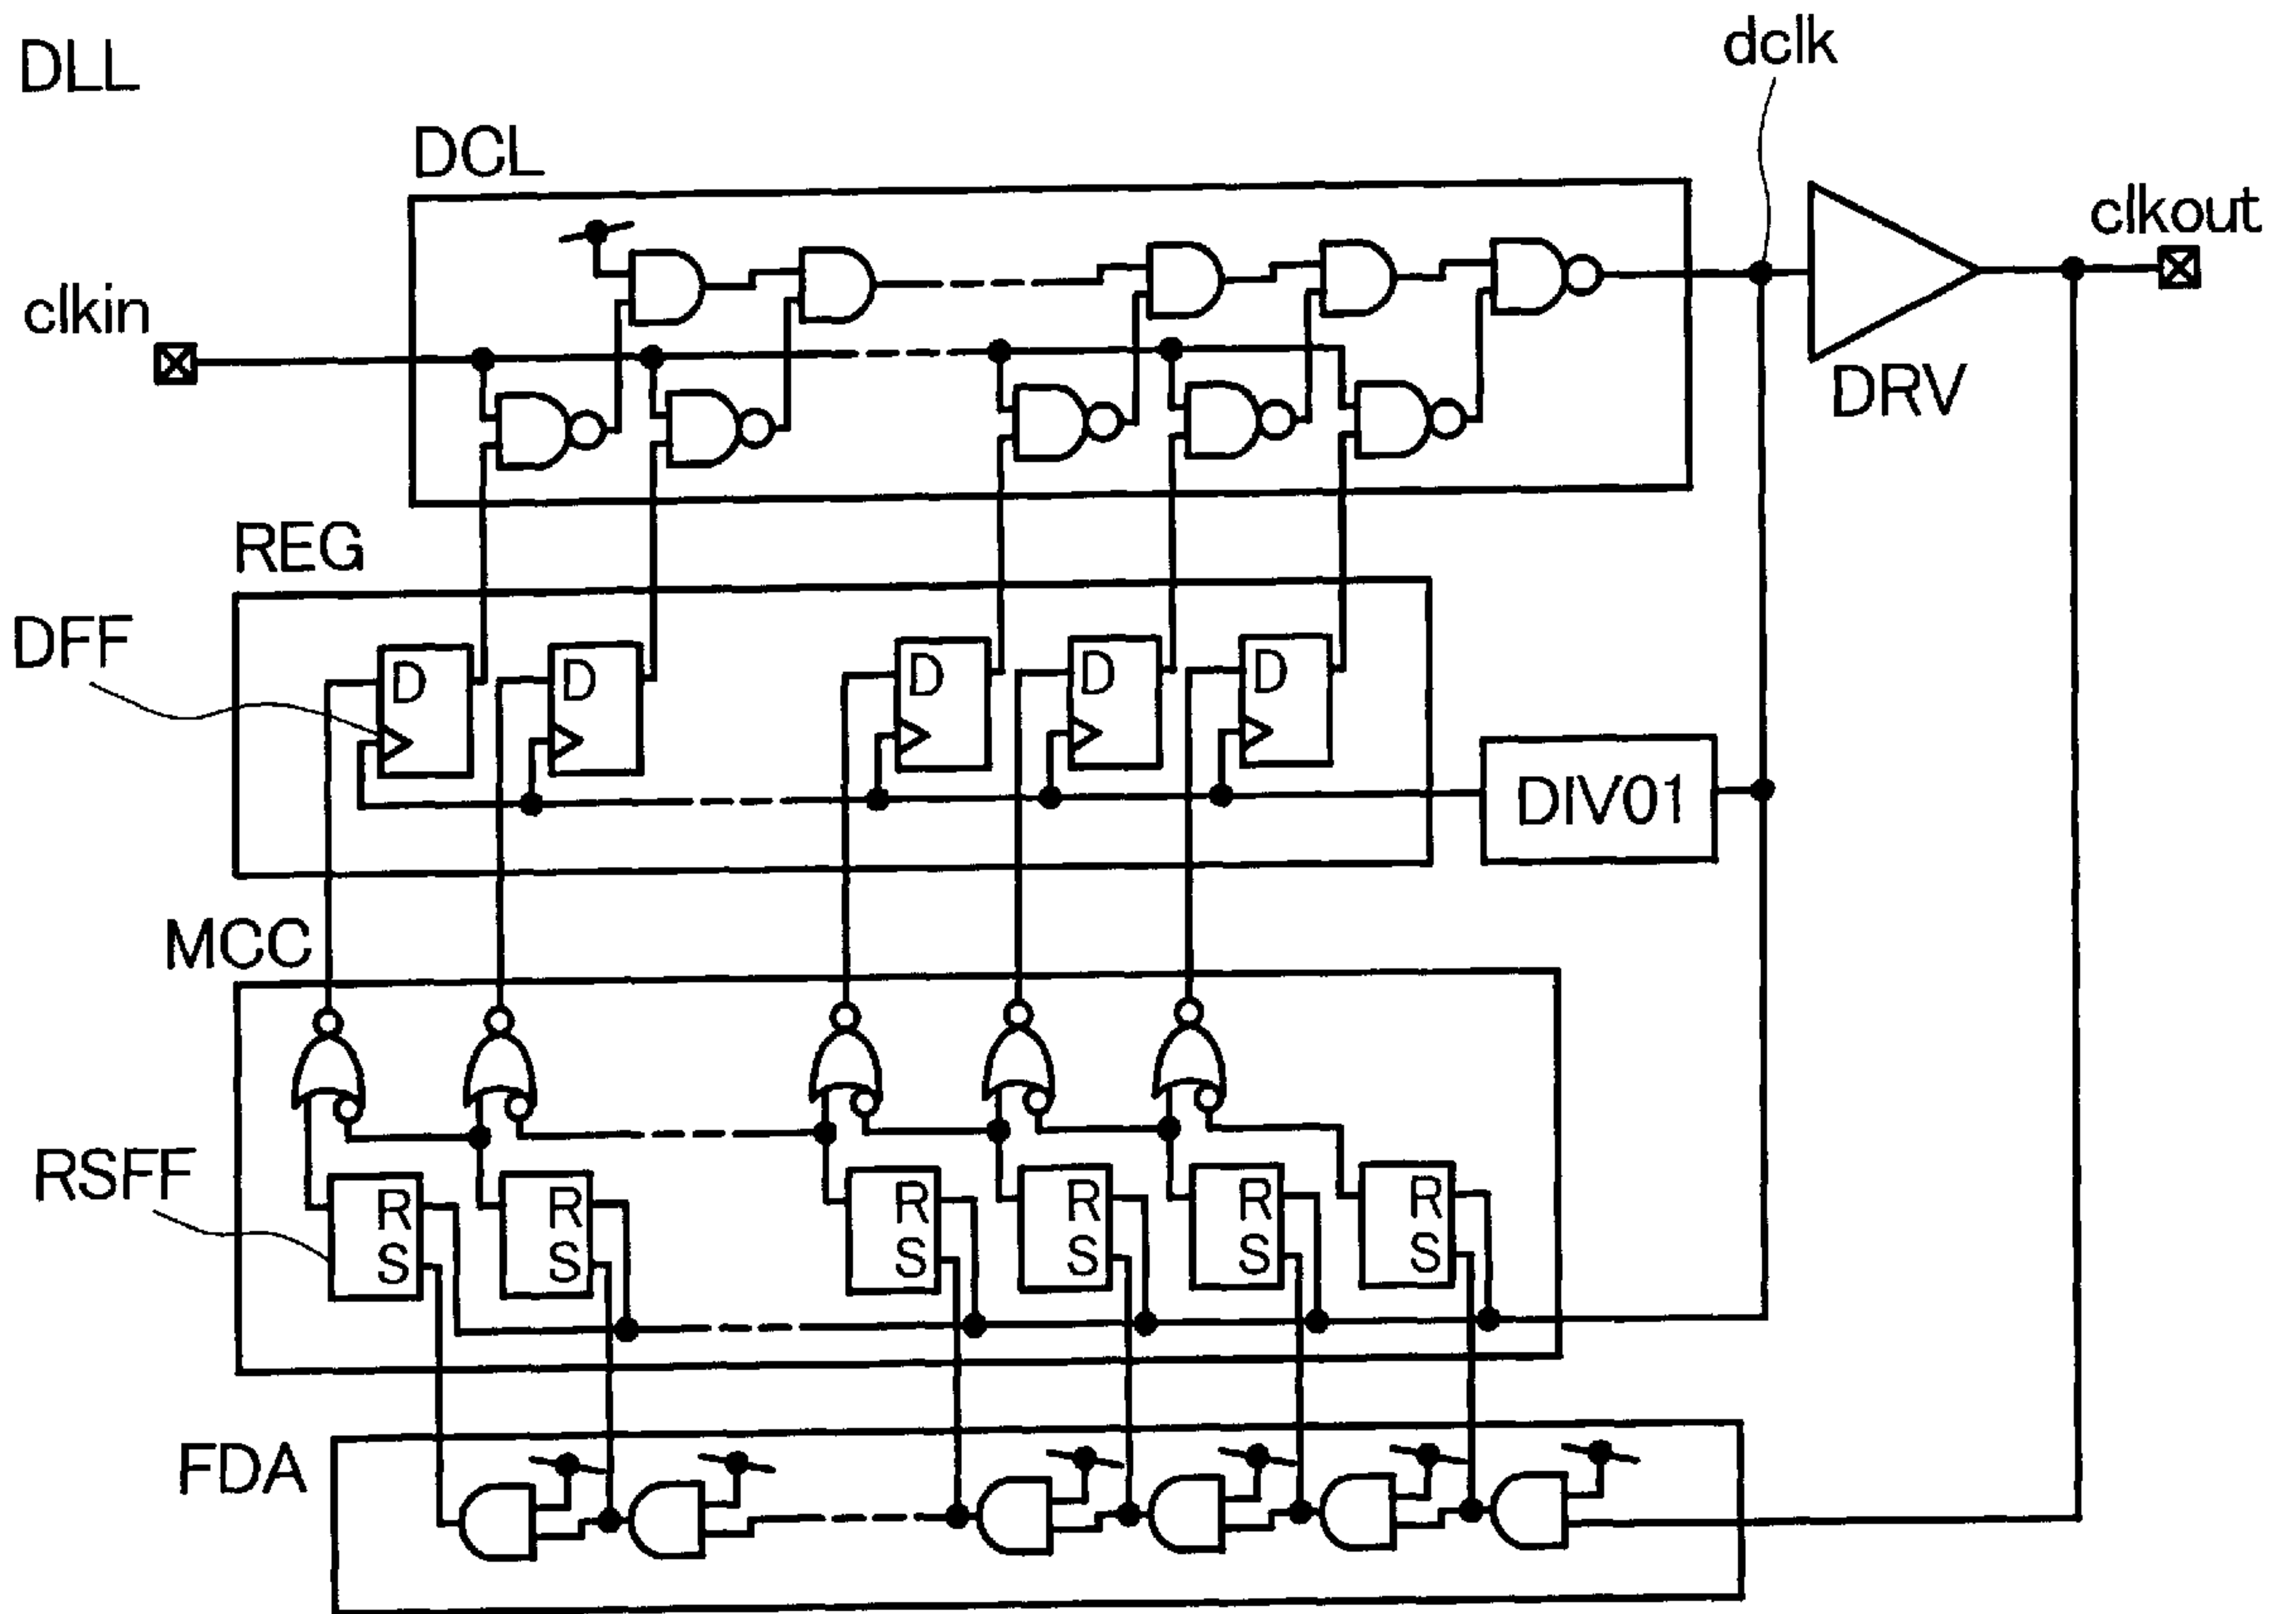 DLL
dclk
DCL
clkout
clkin
DRV
REG
DFF
D
D
D
D
D
DIV01
MCC
RSFF
R
S
R
S
R
S
R
S
R
S
R
S
FDA